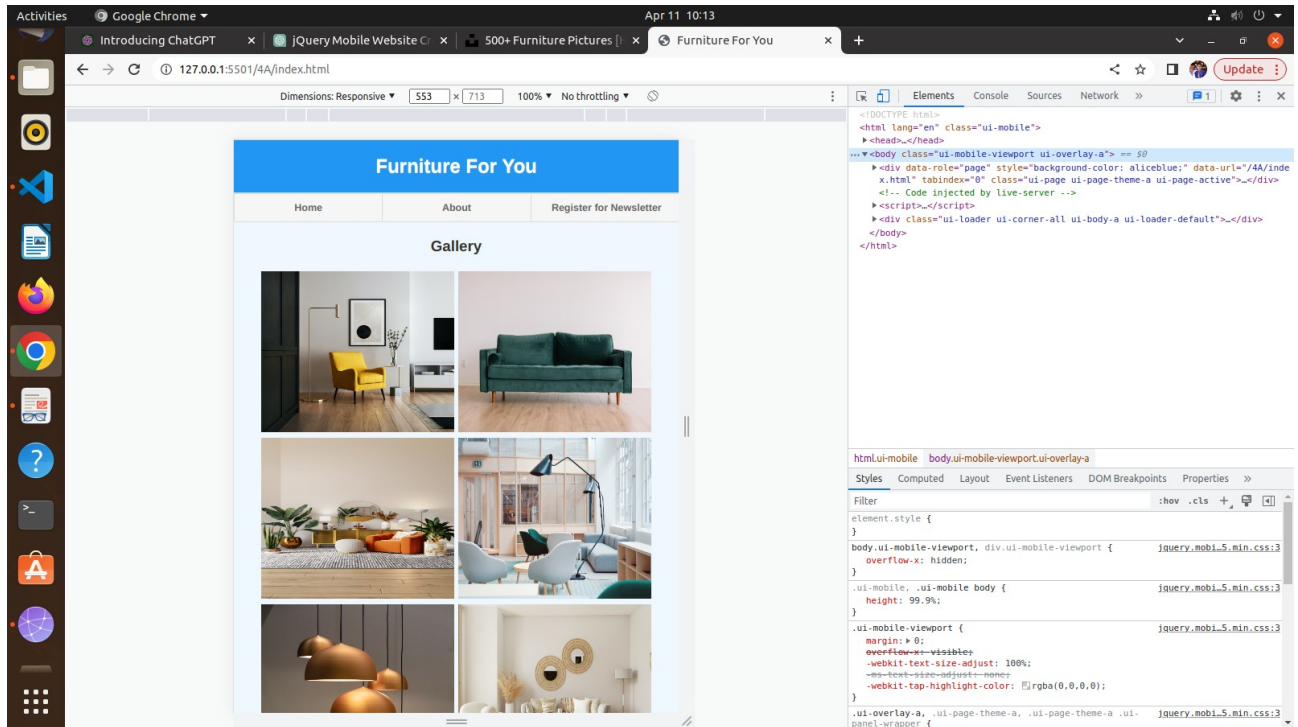 Activities Google Chrome ▾ Apr 11 10:13
Introducing ChatGPT × jQuery Mobile Website Cr × 500+ Furniture Pictures [H × Furniture For You × +
127.0.0.1:5501/4A/index.html Update
Dimensions: Responsive ▼ 553 × 713 100% ▼ No throttling ▼
Elements Console Sources Network » 1
Furniture For You
Home About Register for Newsletter
Gallery
<!DOCTYPE html>
<html lang="en" class="ui-mobile">
▶<head>…</head>
…▼<body class="ui-mobile-viewport ui-overlay-a"> == $0
▶<div data-role="page" style="background-color: aliceblue;" data-url="/4A/inde
x.html" tabindex="0" class="ui-page ui-page-theme-a ui-page-active">…</div>
<!-- Code injected by live-server -->
▶<script>…</script>
▶<div class="ui-loader ui-corner-all ui-body-a ui-loader-default">…</div>
</body>
</html>
html.ui-mobile body.ui-mobile-viewport.ui-overlay-a
Styles Computed Layout Event Listeners DOM Breakpoints Properties »
Filter :hov .cls +
element.style {
}
body.ui-mobile-viewport, div.ui-mobile-viewport { jquery.mobi…5.min.css:3
overflow-x: hidden;
}
.ui-mobile, .ui-mobile body { jquery.mobi…5.min.css:3
height: 99.9%;
}
.ui-mobile-viewport { jquery.mobi…5.min.css:3
margin: ▶ 0;
overflow-x: visible;
-webkit-text-size-adjust: 100%;
-ms-text-size-adjust: none;
-webkit-tap-highlight-color: rgba(0,0,0,0);
}
.ui-overlay-a, .ui-page-theme-a, .ui-page-theme-a .ui- jquery.mobi…5.min.css:3
panel-wrapper {